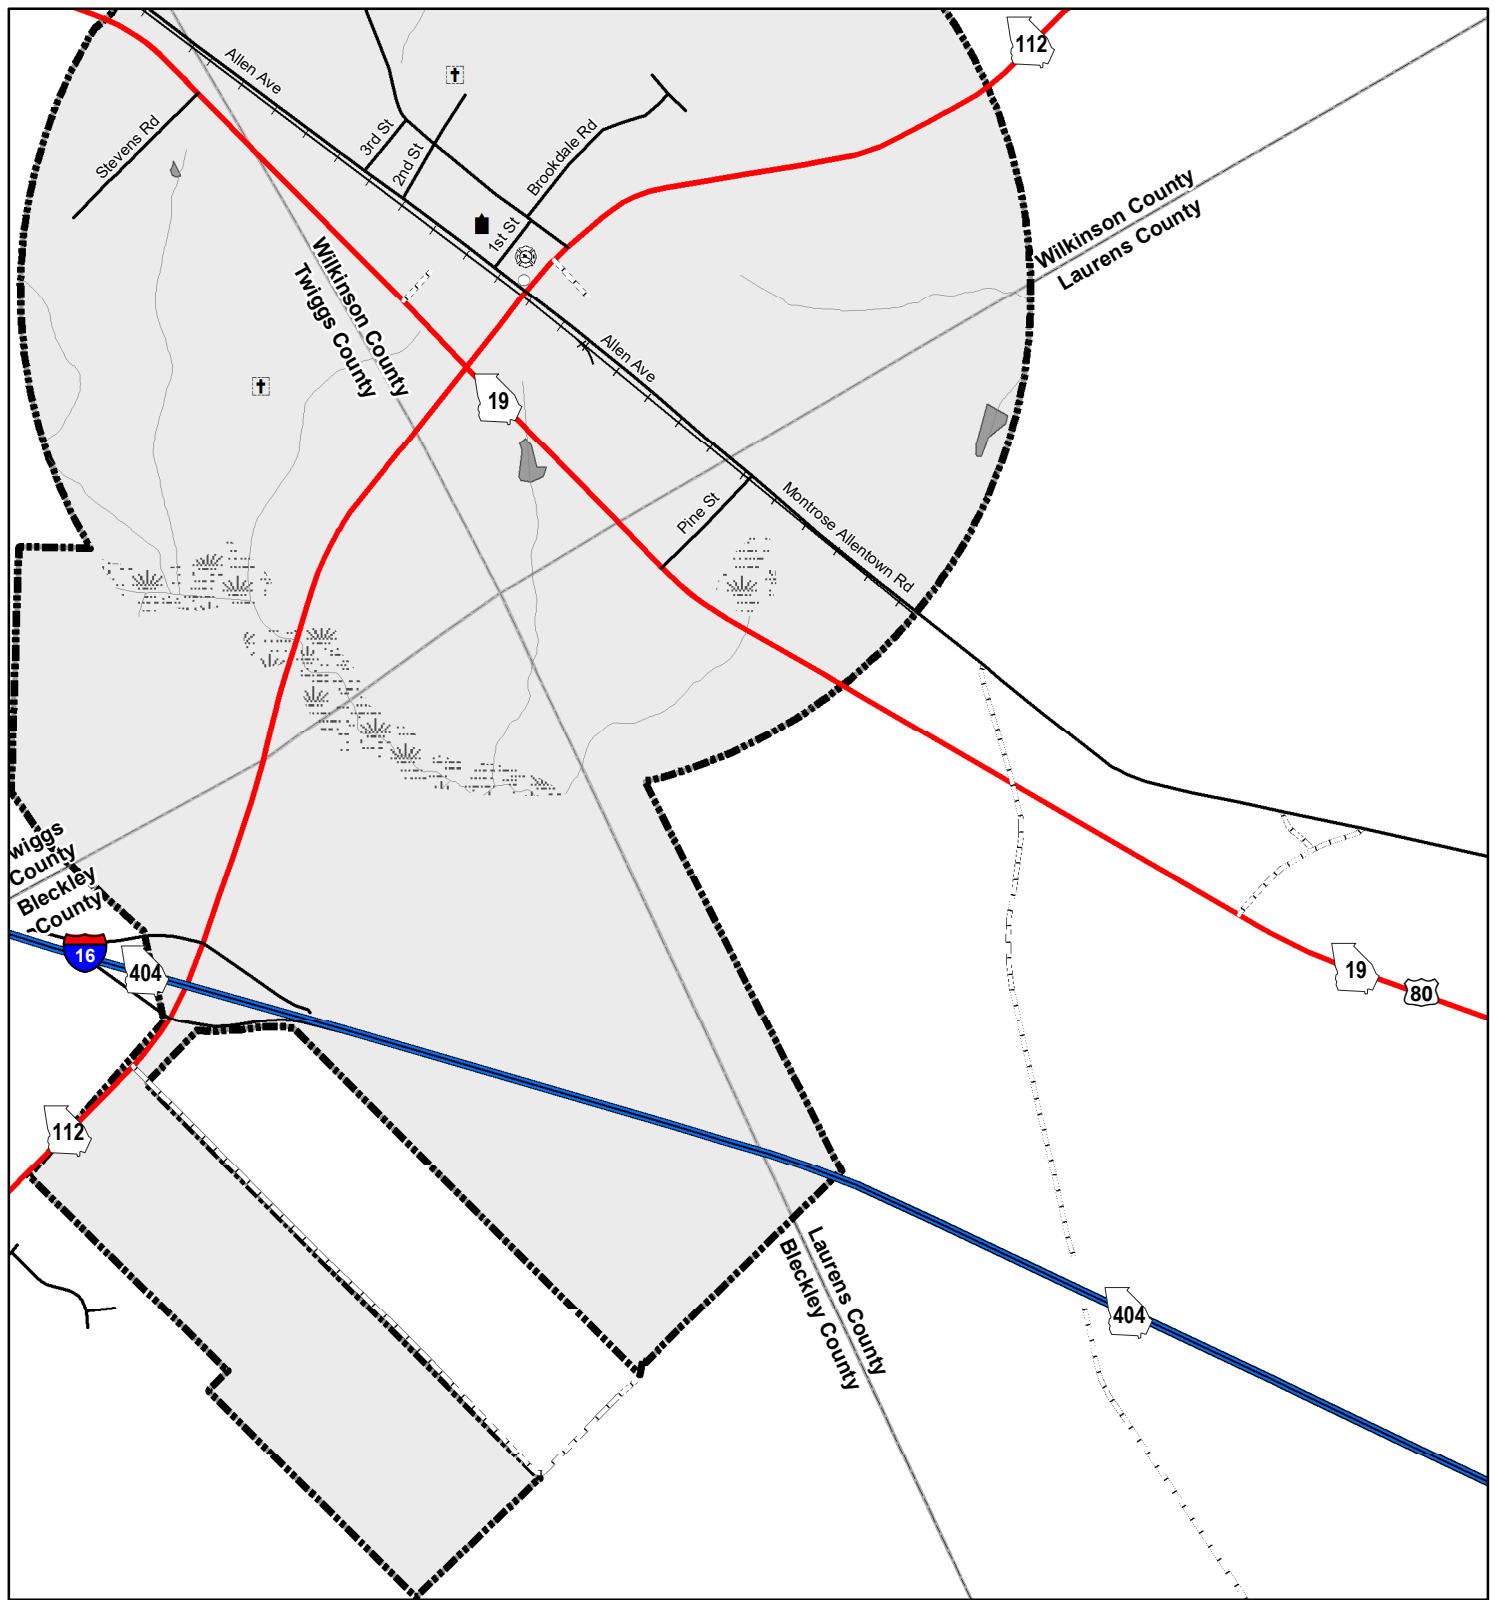 112
Allen Ave
Stevens Rd
3rd St
2nd St
Brookdale Rd
1st St
Wilkinson County
Laurens County
Wilkinson County
Twiggs County
Allen Ave
19
Pine St
Montrose Allentown Rd
wiggs
County
Bleckley
County
16
404
19
80
112
Laurens County
Bleckley County
404